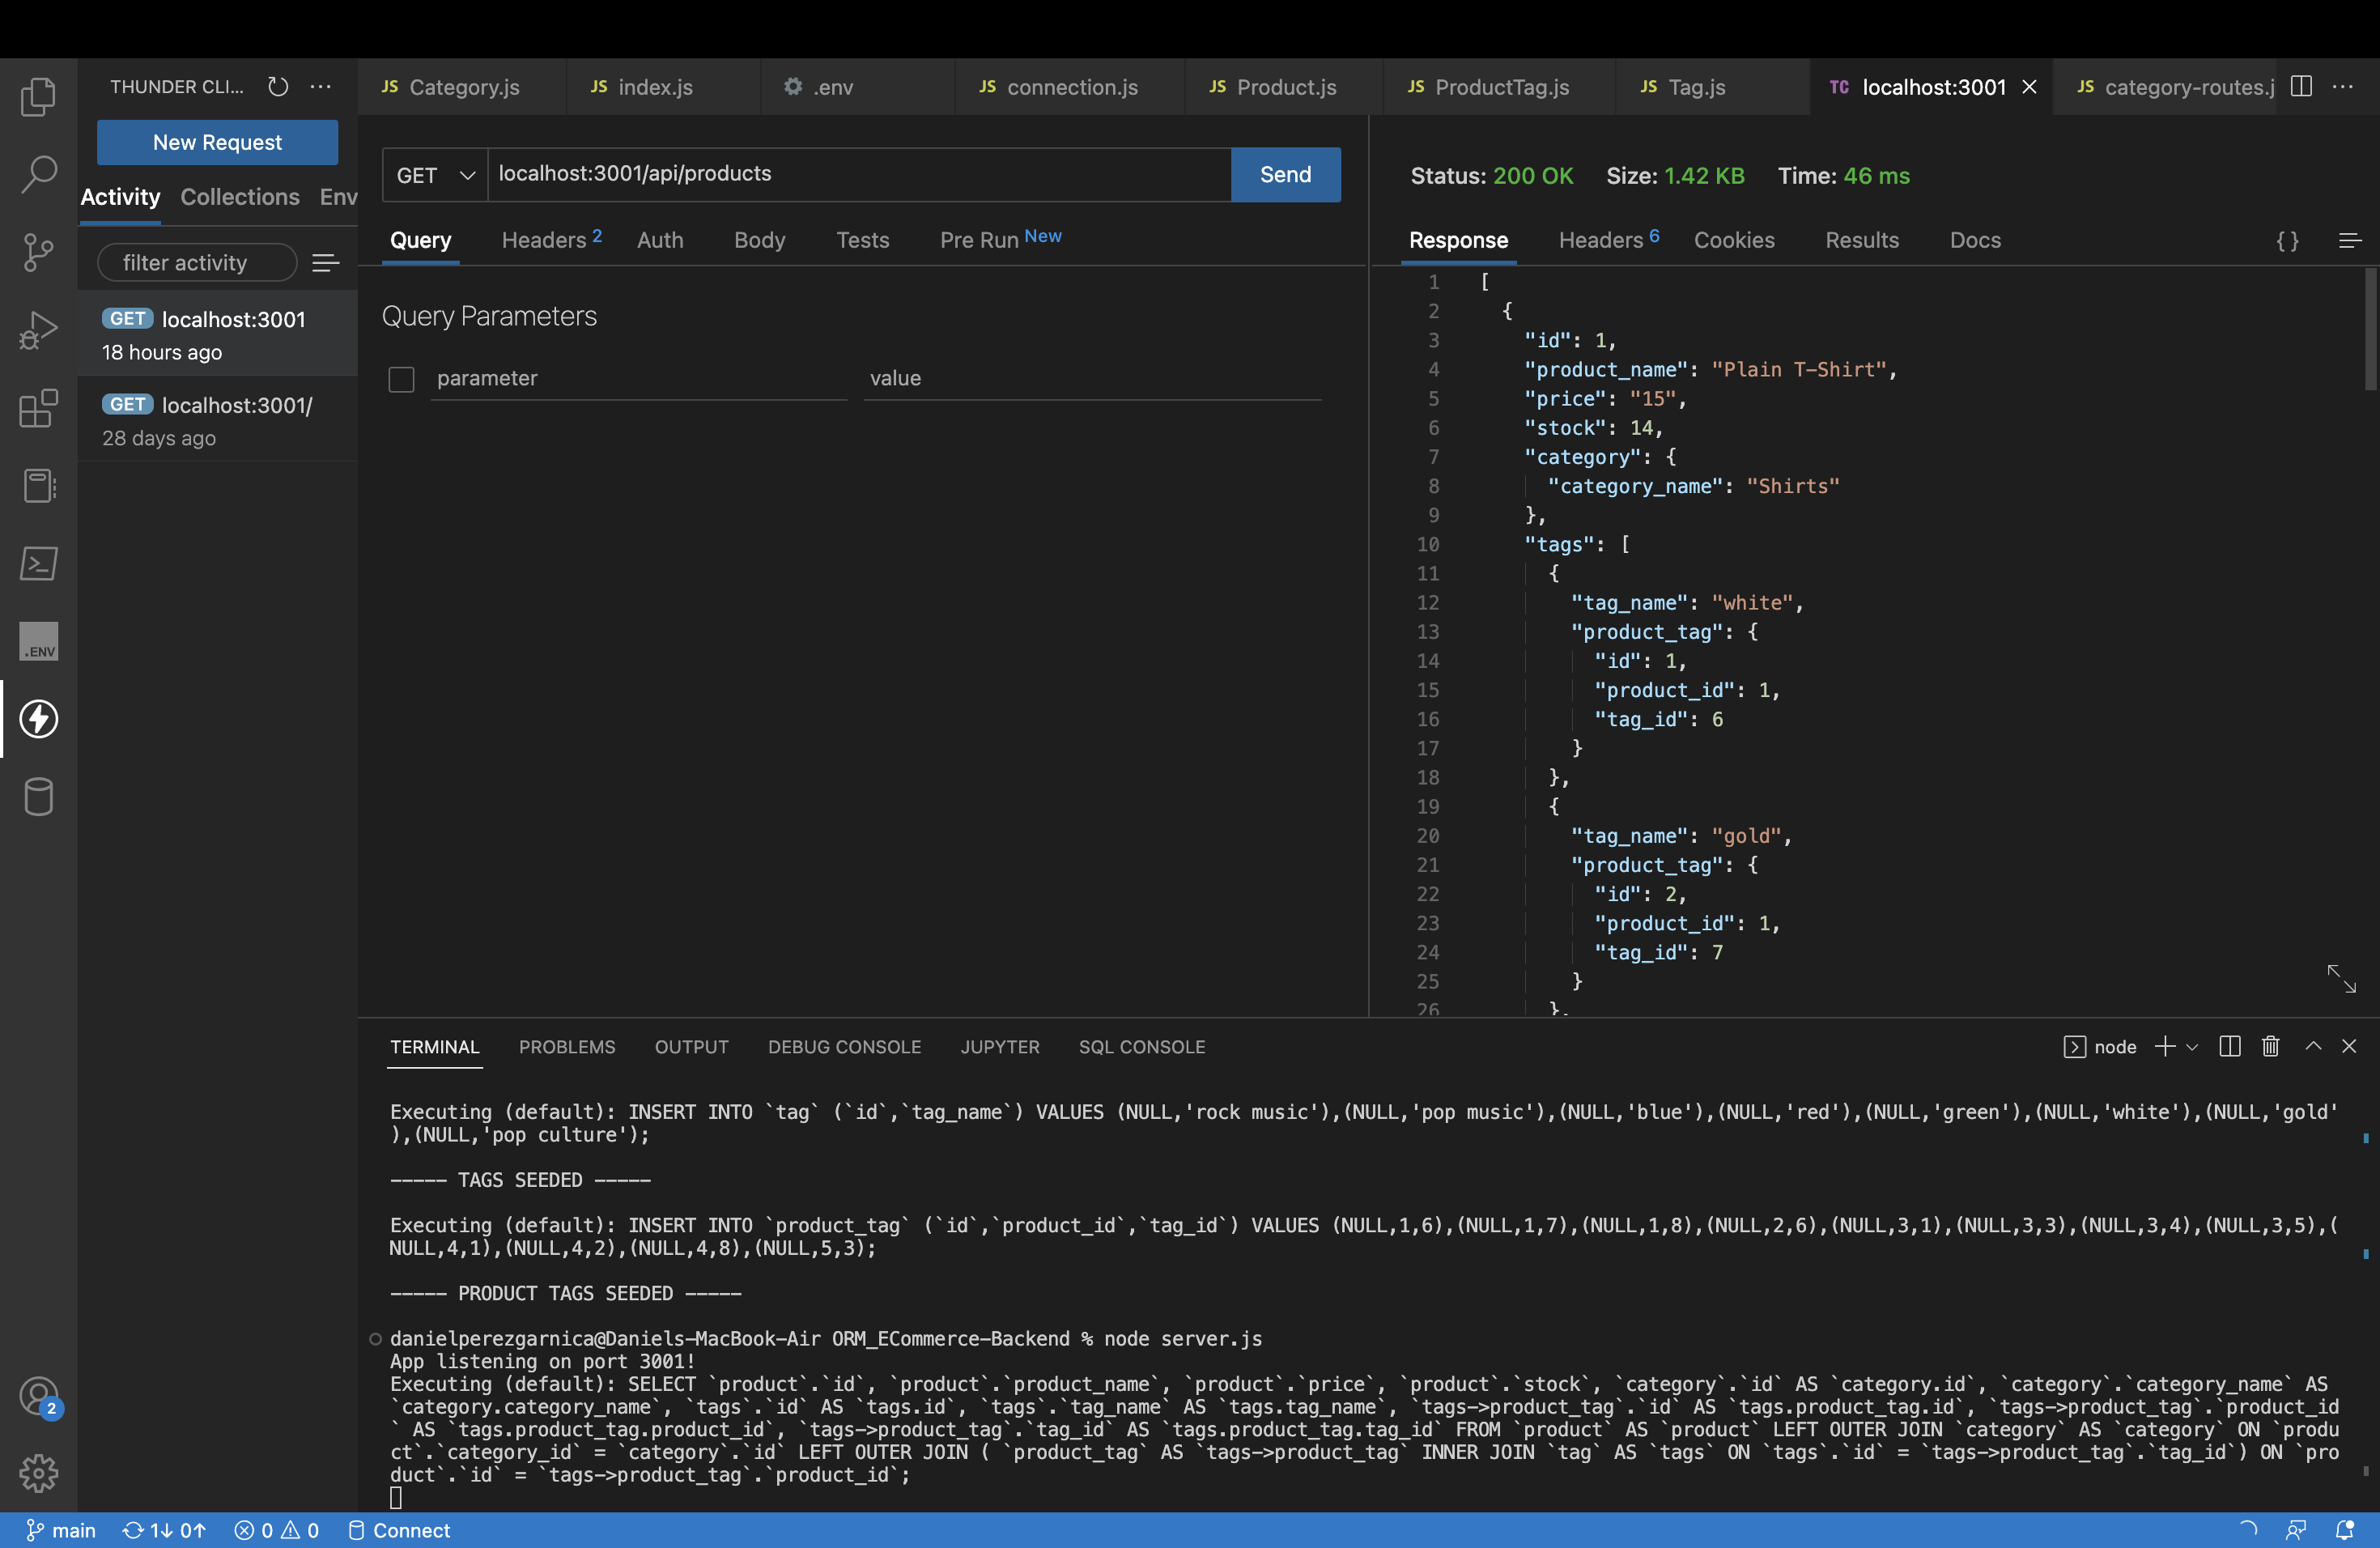 THUNDER CLI...
New Request
Activity Collections Env
filter activity
GET localhost:3001
18 hours ago
GET localhost:3001/
28 days ago
.ENV
2
JS Category.js
JS index.js
.env
JS connection.js
JS Product.js
JS ProductTag.js
JS Tag.js
TC localhost:3001
JS category-routes.j
GET localhost:3001/api/products Send
Query Headers 2 Auth Body Tests Pre Run New
Query Parameters
parameter value
Status: 200 OK Size: 1.42 KB Time: 46 ms
Response Headers 6 Cookies Results Docs {}
1 [
2 {
3 "id": 1,
4 "product_name": "Plain T-Shirt",
5 "price": "15",
6 "stock": 14,
7 "category": {
8 "category_name": "Shirts"
9 },
10 "tags": [
11 {
12 "tag_name": "white",
13 "product_tag": {
14 "id": 1,
15 "product_id": 1,
16 "tag_id": 6
17 }
18 },
19 {
20 "tag_name": "gold",
21 "product_tag": {
22 "id": 2,
23 "product_id": 1,
24 "tag_id": 7
25 }
26 },
TERMINAL PROBLEMS OUTPUT DEBUG CONSOLE JUPYTER SQL CONSOLE node
Executing (default): INSERT INTO `tag` (`id`,`tag_name`) VALUES (NULL,'rock music'),(NULL,'pop music'),(NULL,'blue'),(NULL,'red'),(NULL,'green'),(NULL,'white'),(NULL,'gold'
),(NULL,'pop culture');
----- TAGS SEEDED -----
Executing (default): INSERT INTO `product_tag` (`id`,`product_id`,`tag_id`) VALUES (NULL,1,6),(NULL,1,7),(NULL,1,8),(NULL,2,6),(NULL,3,1),(NULL,3,3),(NULL,3,4),(NULL,3,5),(
NULL,4,1),(NULL,4,2),(NULL,4,8),(NULL,5,3);
----- PRODUCT TAGS SEEDED -----
danielperezgarnica@Daniels-MacBook-Air ORM_ECommerce-Backend % node server.js
App listening on port 3001!
Executing (default): SELECT `product`.`id`, `product`.`product_name`, `product`.`price`, `product`.`stock`, `category`.`id` AS `category.id`, `category`.`category_name` AS
`category.category_name`, `tags`.`id` AS `tags.id`, `tags`.`tag_name` AS `tags.tag_name`, `tags->product_tag`.`id` AS `tags.product_tag.id`, `tags->product_tag`.`product_id
` AS `tags.product_tag.product_id`, `tags->product_tag`.`tag_id` AS `tags.product_tag.tag_id` FROM `product` AS `product` LEFT OUTER JOIN `category` AS `category` ON `produ
ct`.`category_id` = `category`.`id` LEFT OUTER JOIN ( `product_tag` AS `tags->product_tag` INNER JOIN `tag` AS `tags` ON `tags`.`id` = `tags->product_tag`.`tag_id`) ON `pro
duct`.`id` = `tags->product_tag`.`product_id`;
main 1↓ 0↑ 0 0 Connect